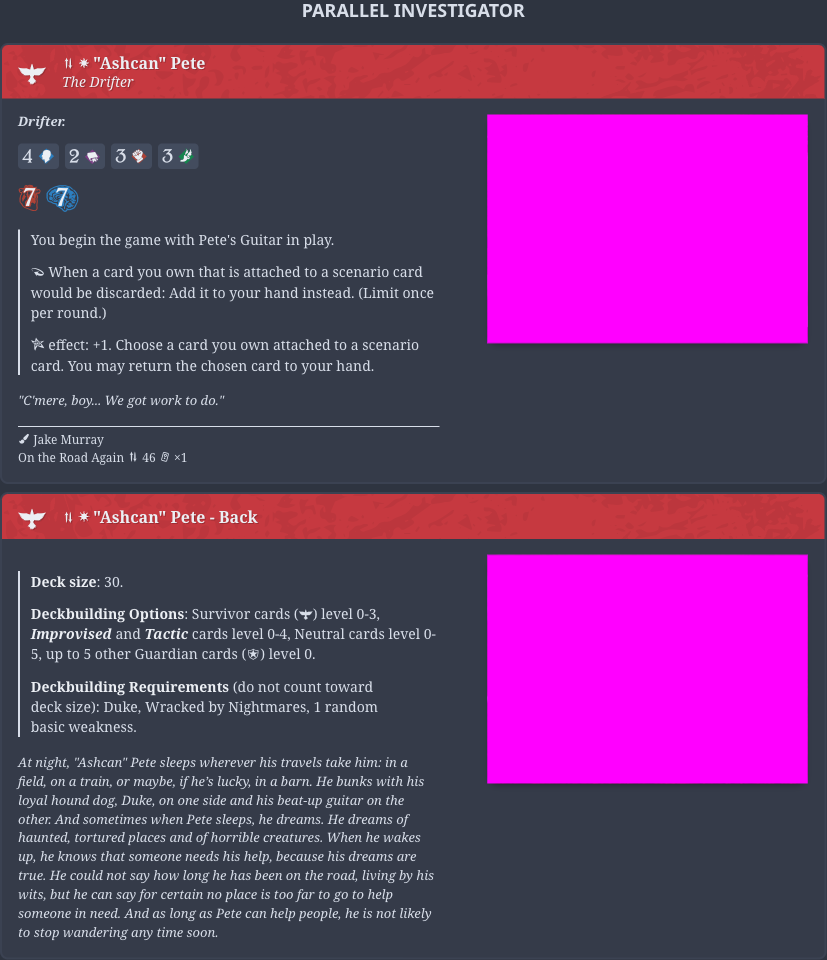 PARALLEL INVESTIGATOR
"Ashcan" Pete
The Drifter
Drifter.
4 2 3 3
7 7
You begin the game with Pete's Guitar in play.
When a card you own that is attached to a scenario card
would be discarded: Add it to your hand instead. (Limit once
per round.)
effect: +1. Choose a card you own attached to a scenario
card. You may return the chosen card to your hand.
"C'mere, boy... We got work to do."
Jake Murray
On the Road Again 46 ×1
"Ashcan" Pete - Back
Deck size: 30.
Deckbuilding Options: Survivor cards () level 0-3,
Improvised and Tactic cards level 0-4, Neutral cards level 0-
5, up to 5 other Guardian cards () level 0.
Deckbuilding Requirements (do not count toward
deck size): Duke, Wracked by Nightmares, 1 random
basic weakness.
At night, "Ashcan" Pete sleeps wherever his travels take him: in a
field, on a train, or maybe, if he's lucky, in a barn. He bunks with his
loyal hound dog, Duke, on one side and his beat-up guitar on the
other. And sometimes when Pete sleeps, he dreams. He dreams of
haunted, tortured places and of horrible creatures. When he wakes
up, he knows that someone needs his help, because his dreams are
true. He could not say how long he has been on the road, living by his
wits, but he can say for certain no place is too far to go to help
someone in need. And as long as Pete can help people, he is not likely
to stop wandering any time soon.